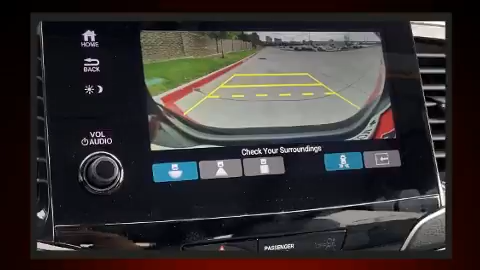 HOME
BACK
VOL
AUDIO
Check Your Surroundings
PASSENGER